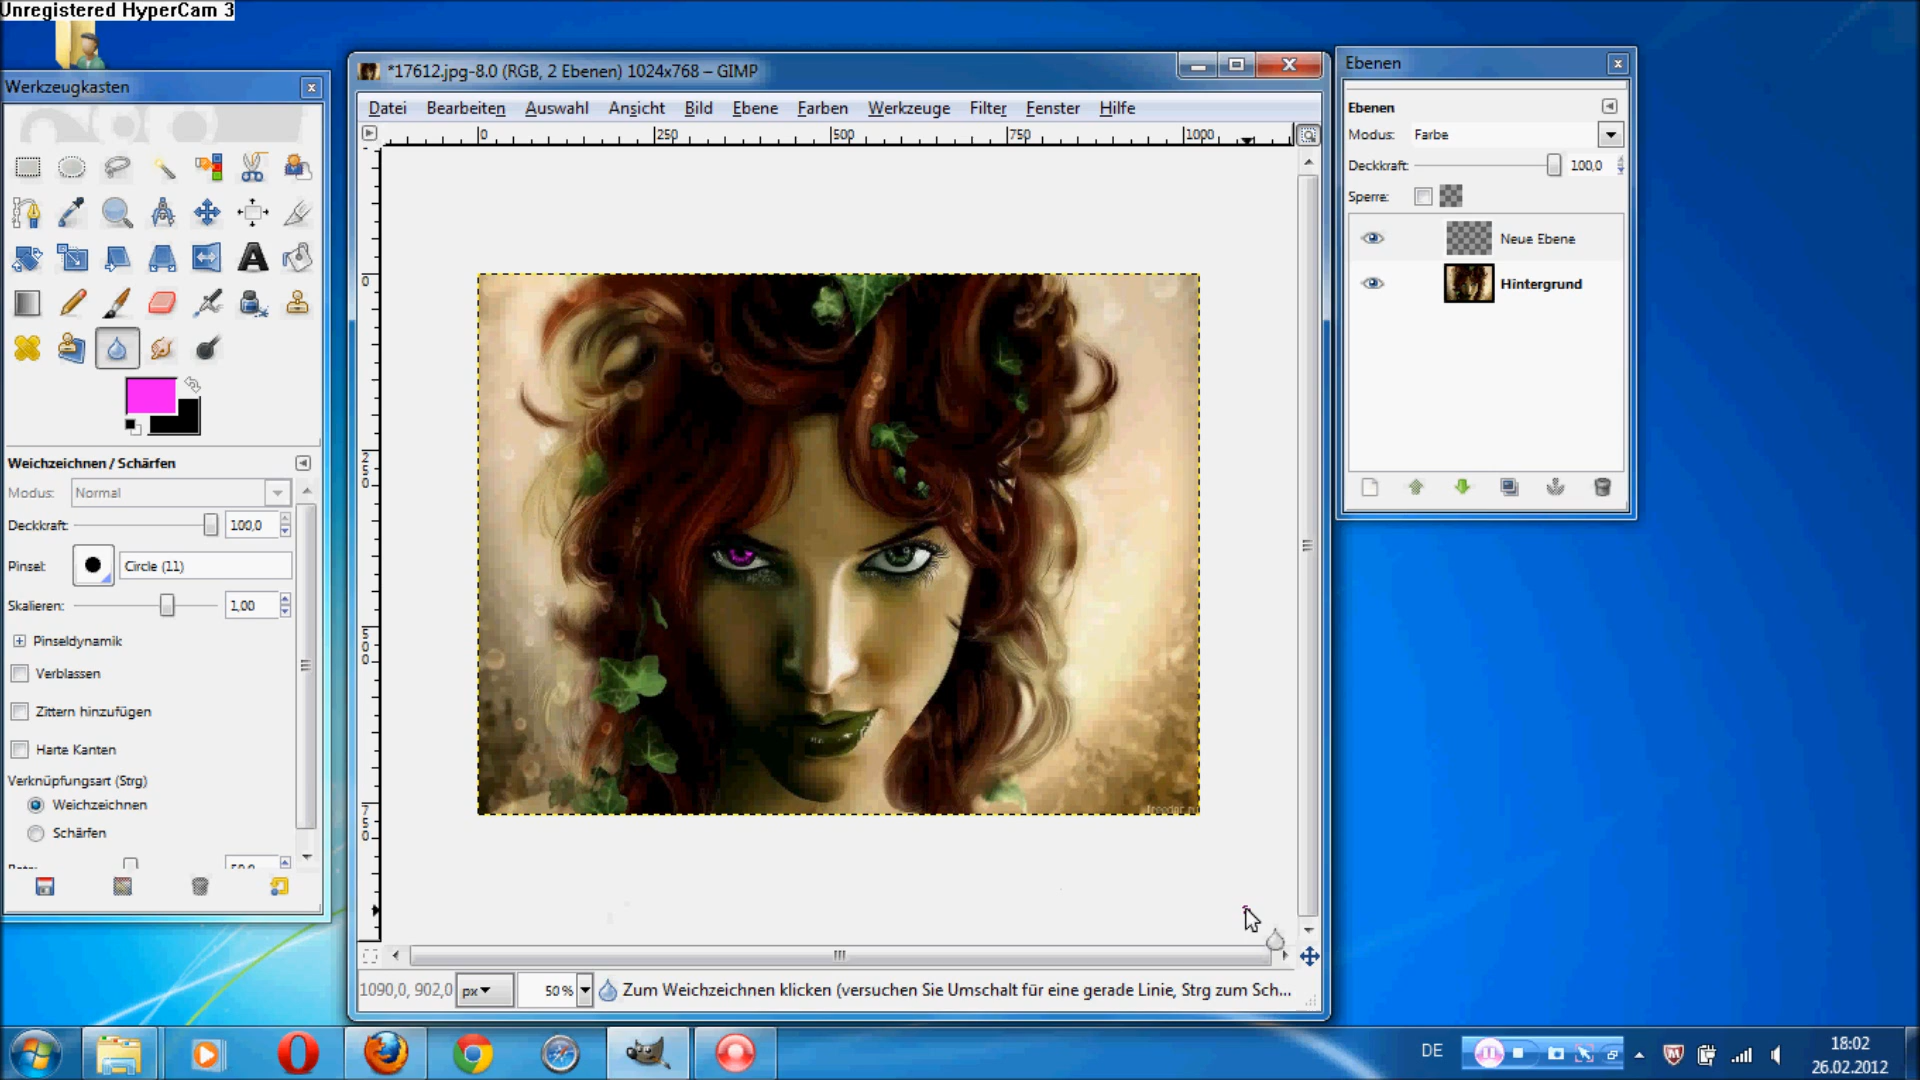 Unregistered HyperCam 3
Werkzeugkasten
*17612.jpg-8.0 (RGB, 2 Ebenen) 1024x768 – GIMP
Datei Bearbeiten Auswahl Ansicht Bild Ebene Farben Werkzeuge Filter Fenster Hilfe
0 250 500 750 1000
0
250
500
750
Weichzeichnen / Schärfen
Modus: Normal
Deckkraft: 100,0
Pinsel: Circle (11)
Skalieren: 1,00
Pinseldynamik
Verblassen
Zittern hinzufügen
Harte Kanten
Verknüpfungsart (Strg)
Weichzeichnen
Schärfen
1090,0, 902,0 px 50 % Zum Weichzeichnen klicken (versuchen Sie Umschalt für eine gerade Linie, Strg zum Sch...
Ebenen
Ebenen
Modus: Farbe
Deckkraft: 100,0
Sperre:
Neue Ebene
Hintergrund
DE
18:02
26.02.2012